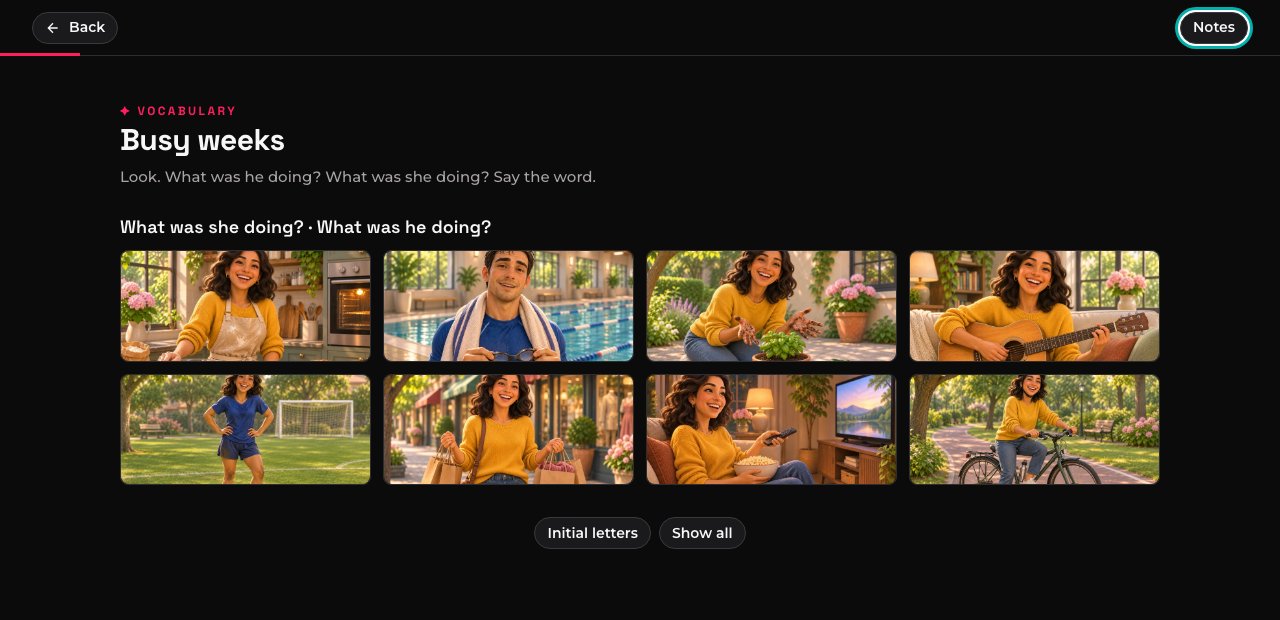 Back
Notes
VOCABULARY
Busy weeks
Look. What was he doing? What was she doing? Say the word.
What was she doing? · What was he doing?
Initial letters
Show all